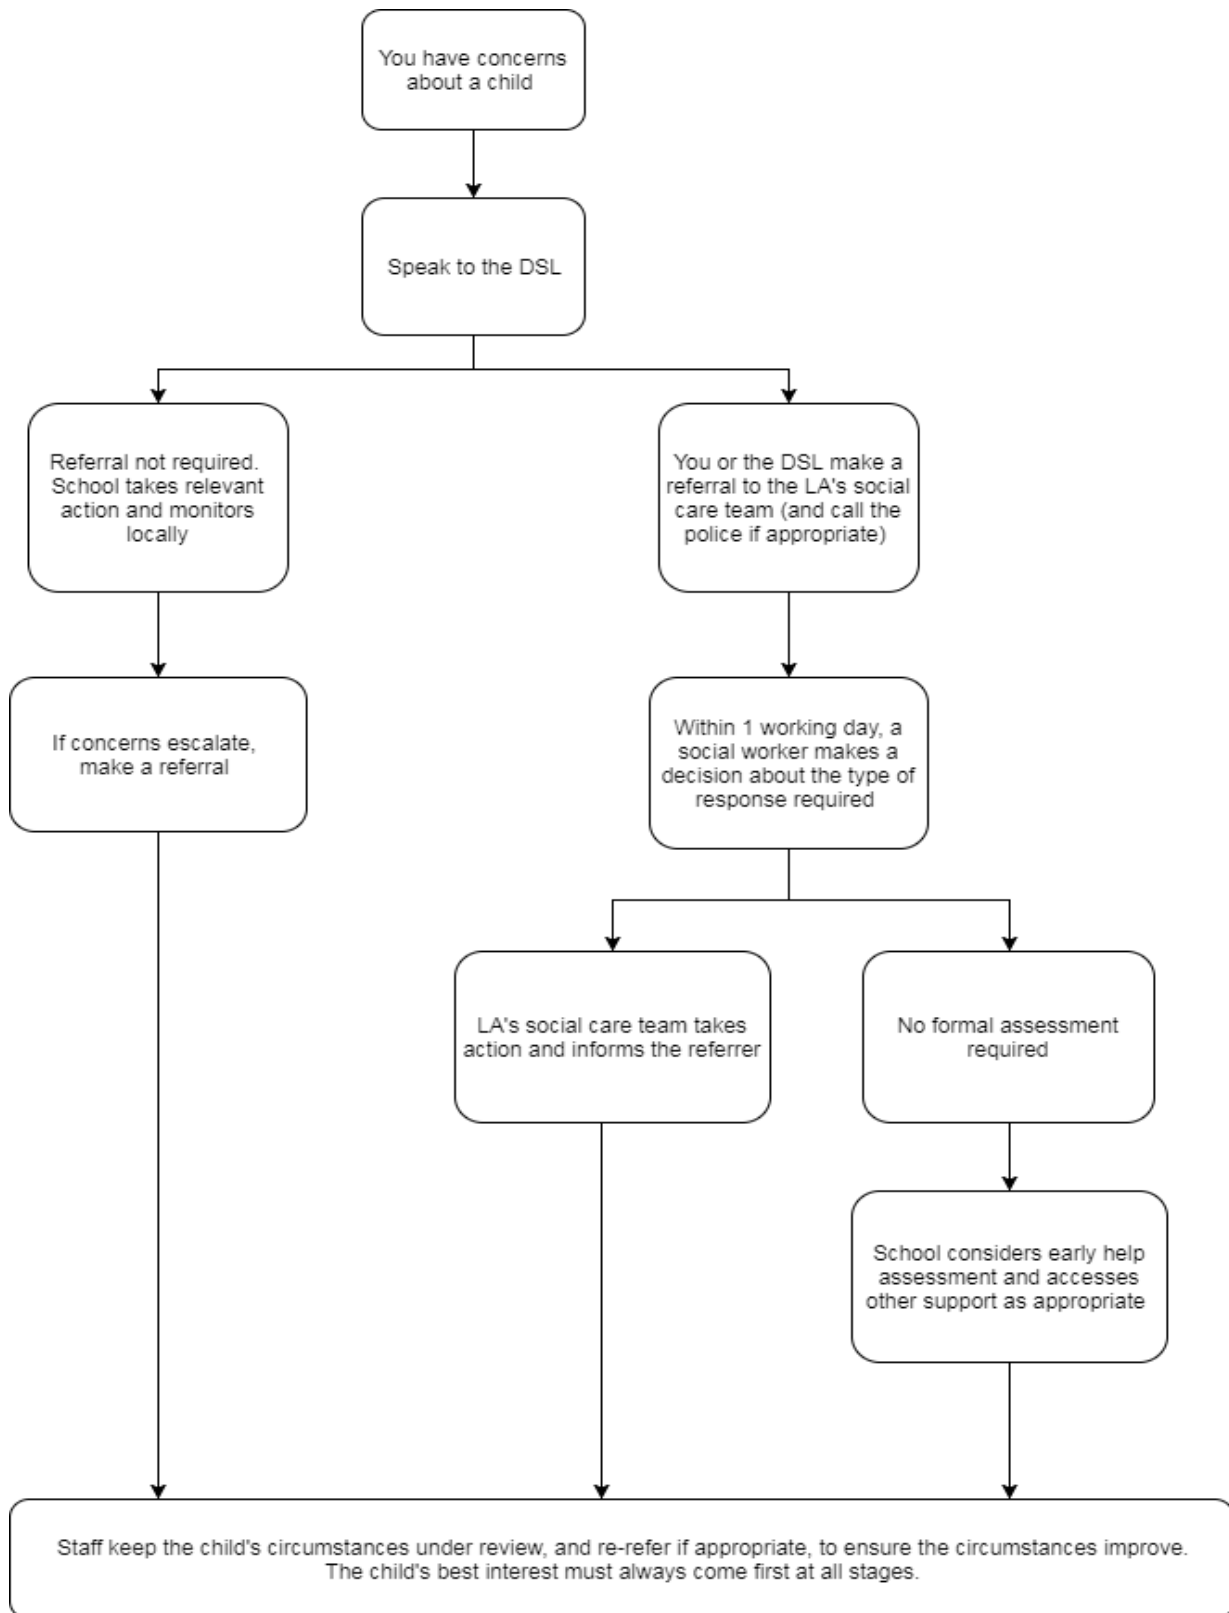 You have concerns
about a child
Speak to the DSL
Referral not required.
School takes relevant
action and monitors
locally
You or the DSL make a
referral to the LA's social
care team (and call the
police if appropriate)
If concerns escalate,
make a referral
Within 1 working day, a
social worker makes a
decision about the type of
response required
LA's social care team takes
action and informs the referrer
No formal assessment
required
School considers early help
assessment and accesses
other support as appropriate
Staff keep the child's circumstances under review, and re-refer if appropriate, to ensure the circumstances improve.
The child's best interest must always come first at all stages.